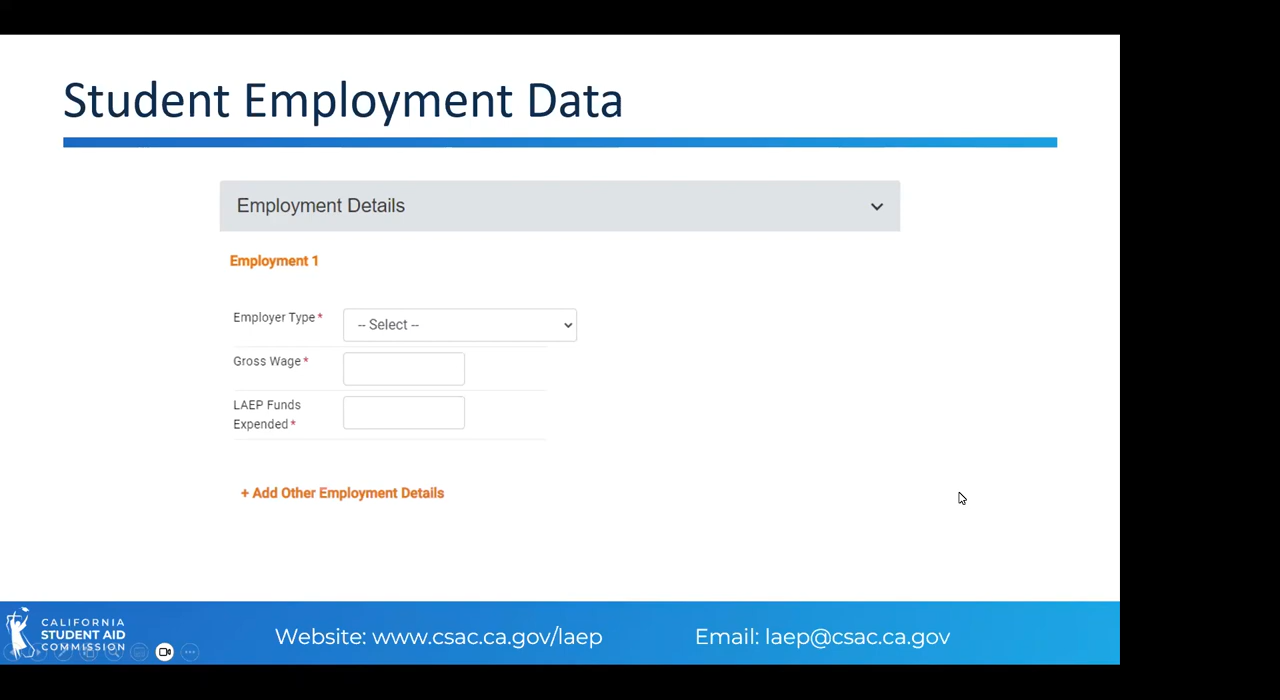 Student Employment Data
Employment Details
Employment 1
Employer Type*
-- Select --
Gross Wage*
LAEP Funds
Expended*
+ Add Other Employment Details
CALIFORNIA
STUDENT AID
COMMISSION
Website: www.csac.ca.gov/laep
Email: laep@csac.ca.gov